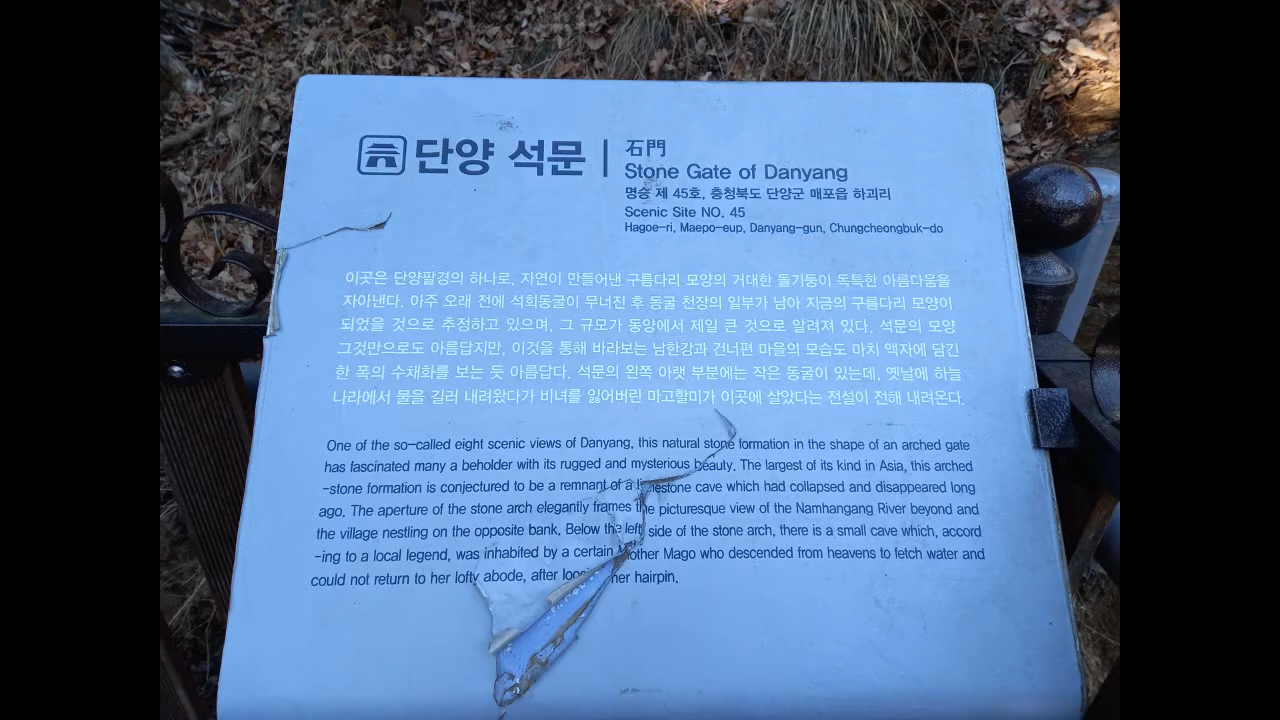 단양 석문
石門
Stone Gate of Danyang
명승 제 45호, 충청북도 단양군 매포읍 하괴리
Scenic Site NO. 45
Hagoe-ri, Maepo-eup, Danyang-gun, Chungcheongbuk-do
이곳은 단양팔경의 하나로, 자연이 만들어낸 구름다리 모양의 거대한 돌기둥이 독특한 아름다움을
자아낸다. 아주 오래 전에 석회동굴이 무너진 후 동굴 천장의 일부가 남아 지금의 구름다리 모양이
되었을 것으로 추정하고 있으며, 그 규모가 동양에서 제일 큰 것으로 알려져 있다. 석문의 모양
그것만으로도 아름답지만, 이것을 통해 바라보는 남한강과 건너편 마을의 모습도 마치 액자에 담긴
한 폭의 수채화를 보는 듯 아름답다. 석문의 왼쪽 아랫 부분에는 작은 동굴이 있는데, 옛날에 하늘
나라에서 물을 길러 내려왔다가 비녀를 잃어버린 마고할미가 이곳에 살았다는 전설이 전해 내려온다.
One of the so-called eight scenic views of Danyang, this natural stone formation in the shape of an arched gate
has fascinated many a beholder with its rugged and mysterious beauty. The largest of its kind in Asia, this arched
-stone formation is conjectured to be a remnant of a limestone cave which had collapsed and disappeared long
ago. The aperture of the stone arch elegantly frames the picturesque view of the Namhangang River beyond and
the village nestling on the opposite bank. Below the left side of the stone arch, there is a small cave which, accord
-ing to a local legend, was inhabited by a certain Mother Mago who descended from heavens to fetch water and
could not return to her lofty abode, after her hairpin.